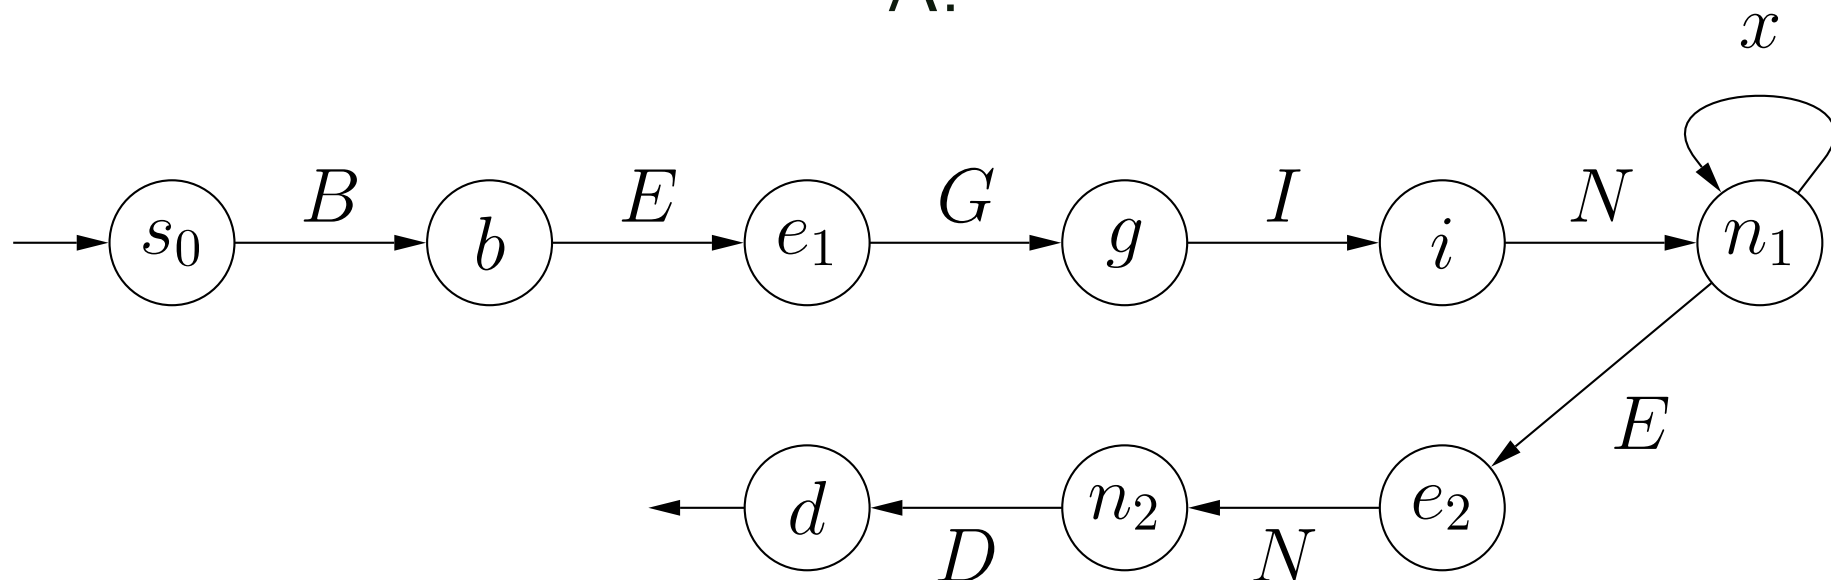 x
B E G I N
s₀ b e₁ g i n₁
E
d n₂ e₂
D N